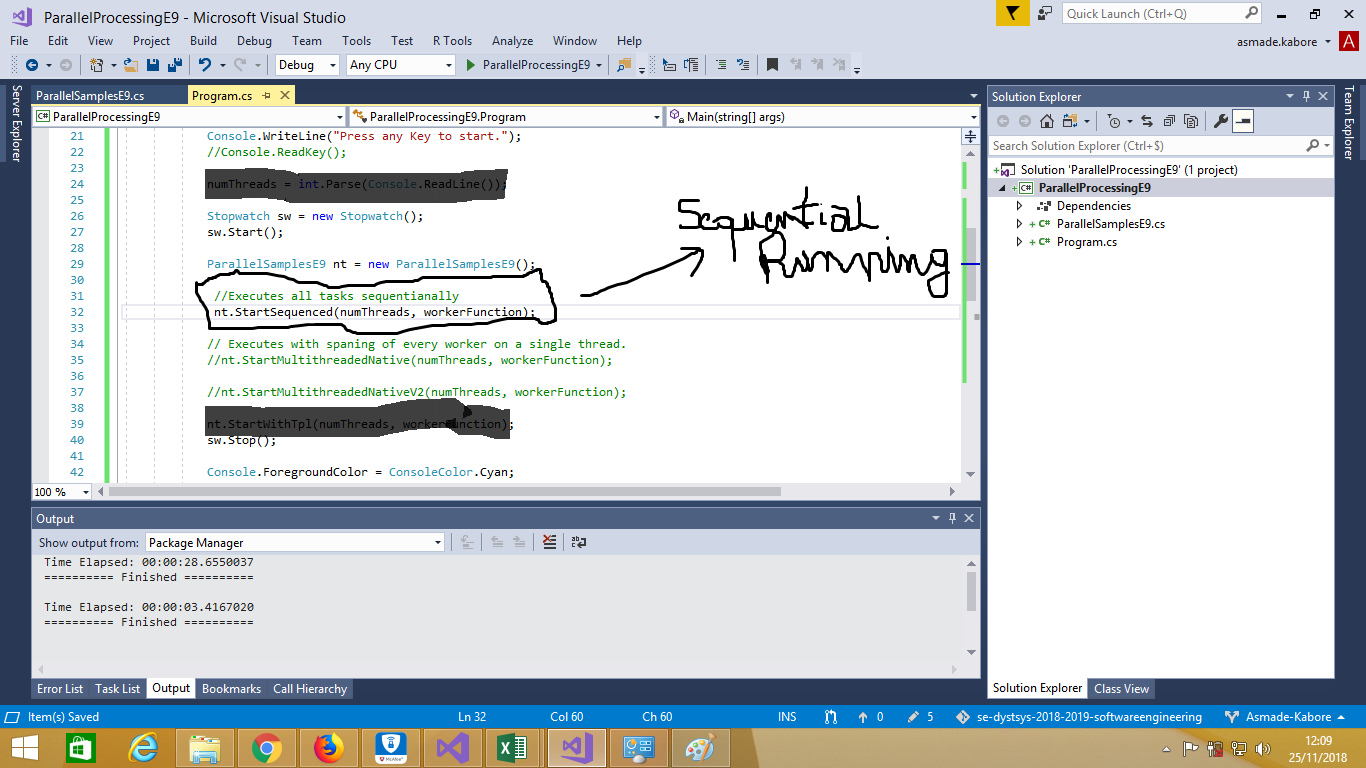 ParallelProcessingE9 - Microsoft Visual Studio
Quick Launch (Ctrl+Q)
File Edit View Project Build Debug Team Tools Test R Tools Analyze Window Help
asmade.kabore A
Debug Any CPU ParallelProcessingE9
Server Explorer
Team Explorer
ParallelSamplesE9.cs Program.cs
ParallelProcessingE9 ParallelProcessingE9.Program Main(string[] args)
21 Console.WriteLine("Press any Key to start.");
22 //Console.ReadKey();
23
24 numThreads = int.Parse(Console.ReadLine());
25
26 Stopwatch sw = new Stopwatch();
27 sw.Start();
28
29 ParallelSamplesE9 nt = new ParallelSamplesE9();
30
31 //Executes all tasks sequentianally
32 nt.StartSequenced(numThreads, workerFunction);
33
34 // Executes with spaning of every worker on a single thread.
35 //nt.StartMultithreadedNative(numThreads, workerFunction);
36
37 //nt.StartMultithreadedNativeV2(numThreads, workerFunction);
38
39 nt.StartWithTpl(numThreads, workerFunction);
40 sw.Stop();
41
42 Console.ForegroundColor = ConsoleColor.Cyan;
Sequential
100 %
Solution Explorer
Search Solution Explorer (Ctrl+$)
Solution 'ParallelProcessingE9' (1 project)
C# ParallelProcessingE9
Dependencies
C# ParallelSamplesE9.cs
C# Program.cs
Output
Show output from: Package Manager
Time Elapsed: 00:00:28.6550037
========== Finished ==========
Time Elapsed: 00:00:03.4167020
========== Finished ==========
Error List Task List Output Bookmarks Call Hierarchy
Solution Explorer Class View
Item(s) Saved Ln 32 Col 60 Ch 60 INS 0 5 se-dystsys-2018-2019-softwareengineering Asmade-Kabore
12:09
25/11/2018